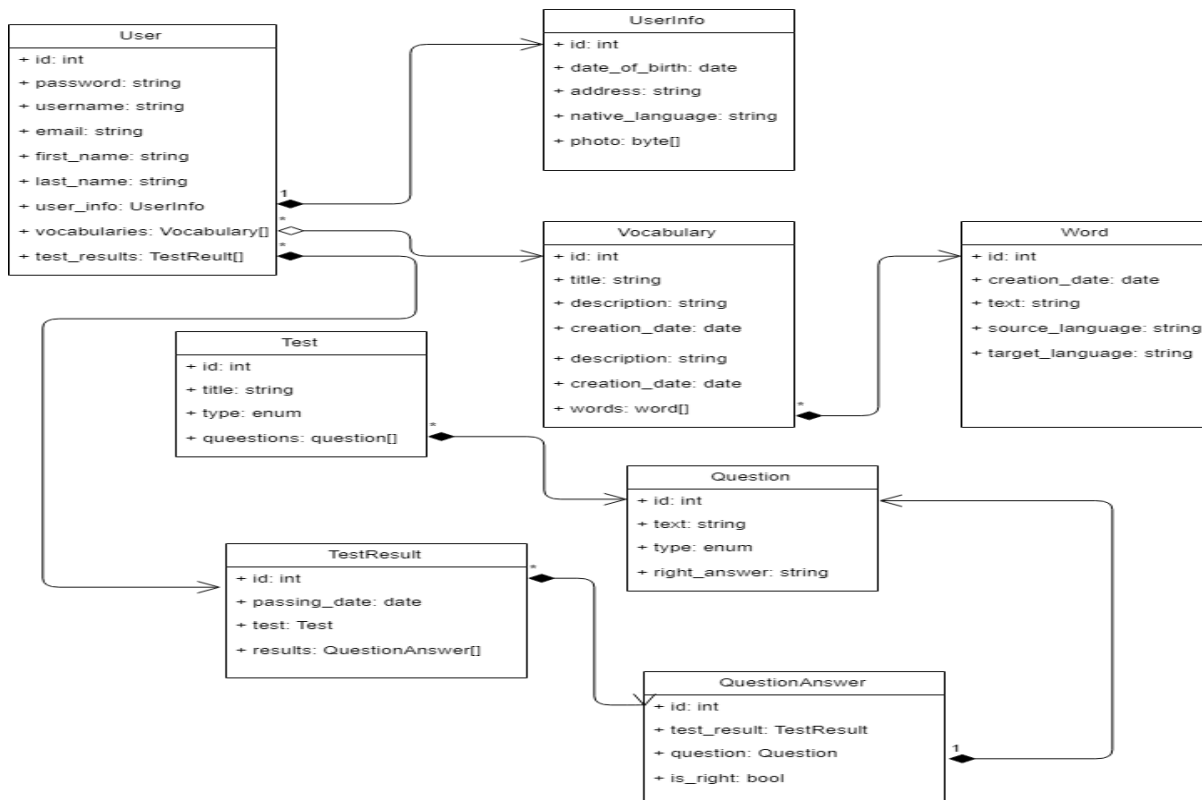 User
+ id: int
+ password: string
+ username: string
+ email: string
+ first_name: string
+ last_name: string
+ user_info: UserInfo
+ vocabularies: Vocabulary[]
+ test_results: TestReult[]
1
*
*
UserInfo
+ id: int
+ date_of_birth: date
+ address: string
+ native_language: string
+ photo: byte[]
Vocabulary
+ id: int
+ title: string
+ description: string
+ creation_date: date
+ description: string
+ creation_date: date
+ words: word[]
*
Word
+ id: int
+ creation_date: date
+ text: string
+ source_language: string
+ target_language: string
Test
+ id: int
+ title: string
+ type: enum
+ queestions: question[]
*
Question
+ id: int
+ text: string
+ type: enum
+ right_answer: string
TestResult
+ id: int
+ passing_date: date
+ test: Test
+ results: QuestionAnswer[]
*
QuestionAnswer
+ id: int
+ test_result: TestResult
+ question: Question
+ is_right: bool
1